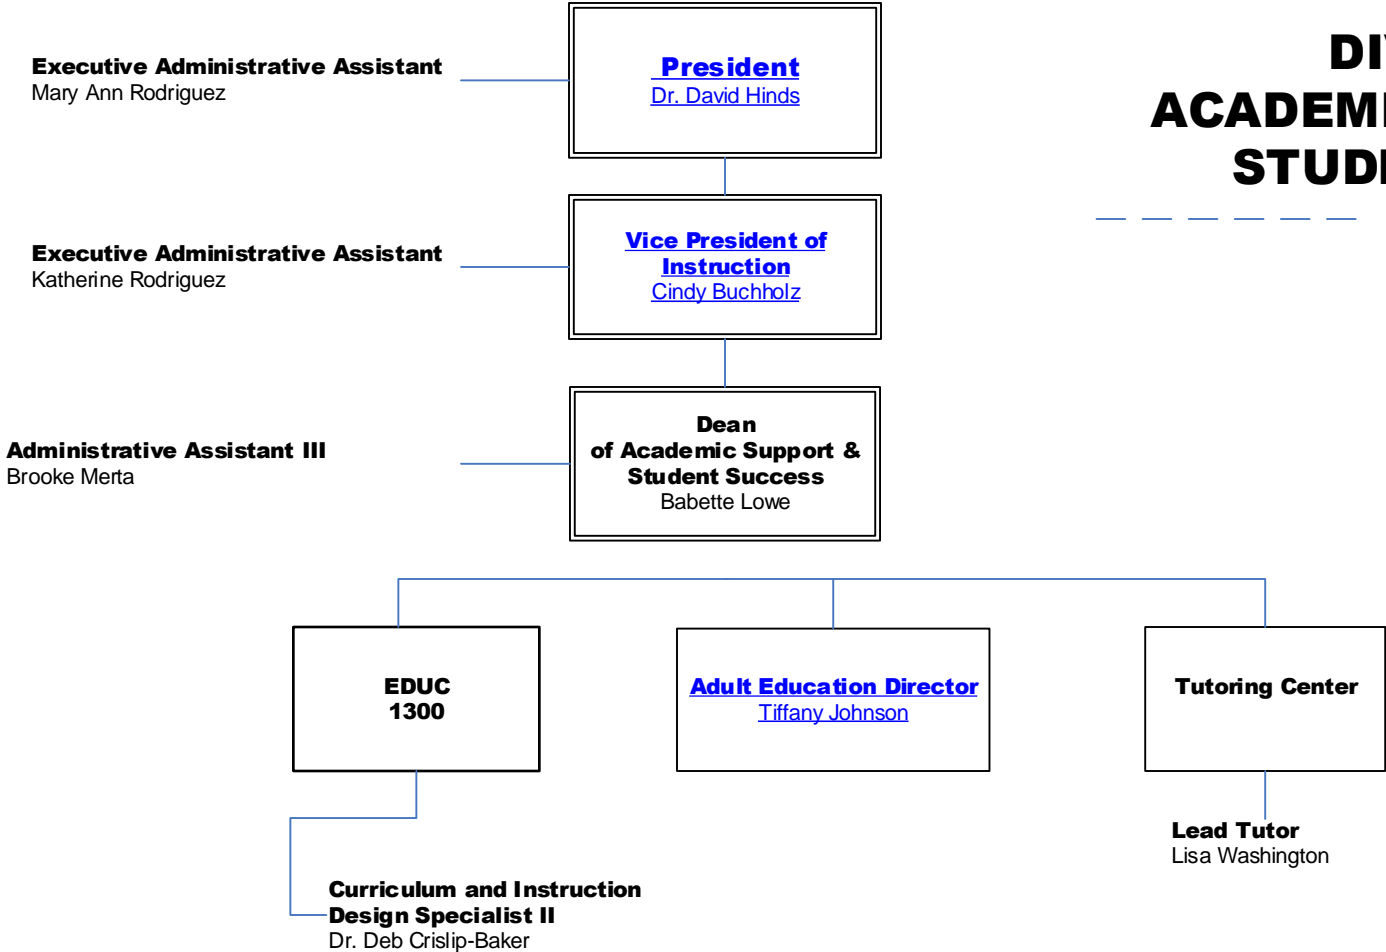 Executive Administrative Assistant
Mary Ann Rodriguez
President
Dr. David Hinds
DI
ACADEMI
STUD
Executive Administrative Assistant
Katherine Rodriguez
Vice President of
Instruction
Cindy Buchholz
Administrative Assistant III
Brooke Merta
Dean
of Academic Support &
Student Success
Babette Lowe
EDUC
1300
Adult Education Director
Tiffany Johnson
Tutoring Center
Lead Tutor
Lisa Washington
Curriculum and Instruction
Design Specialist II
Dr. Deb Crislip-Baker